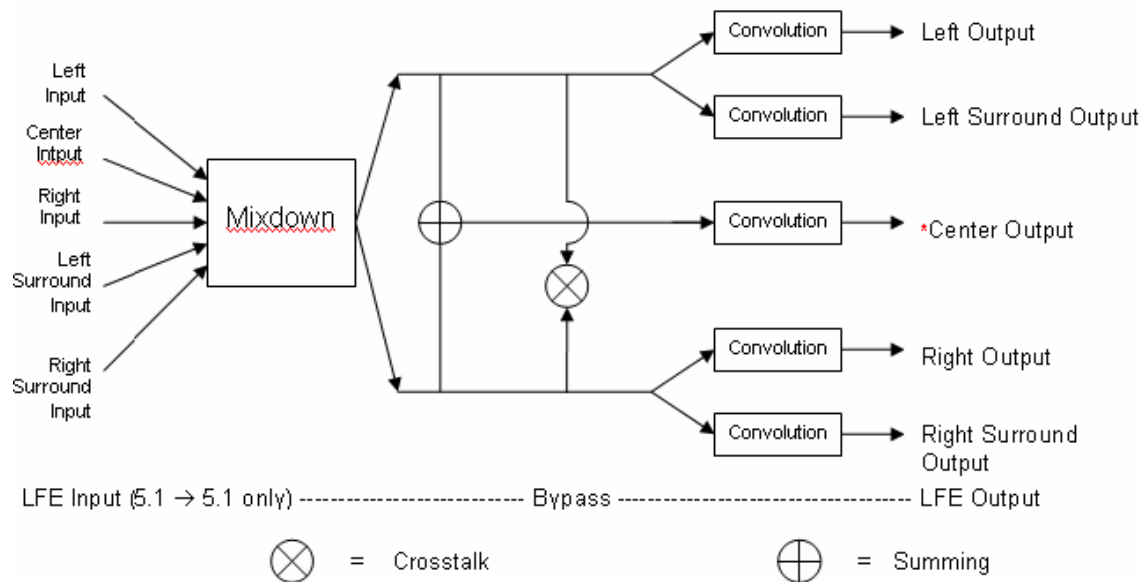 Left
Input
Center
Intput
Right
Input
Left
Surround
Input
Right
Surround
Input
Mixdown
Convolution
Left Output
Convolution
Left Surround Output
Convolution
*Center Output
Convolution
Right Output
Convolution
Right Surround
Output
LFE Input (5.1 → 5.1 only) ------------------------ Bypass ----------------------------- LFE Output
= Crosstalk
= Summing